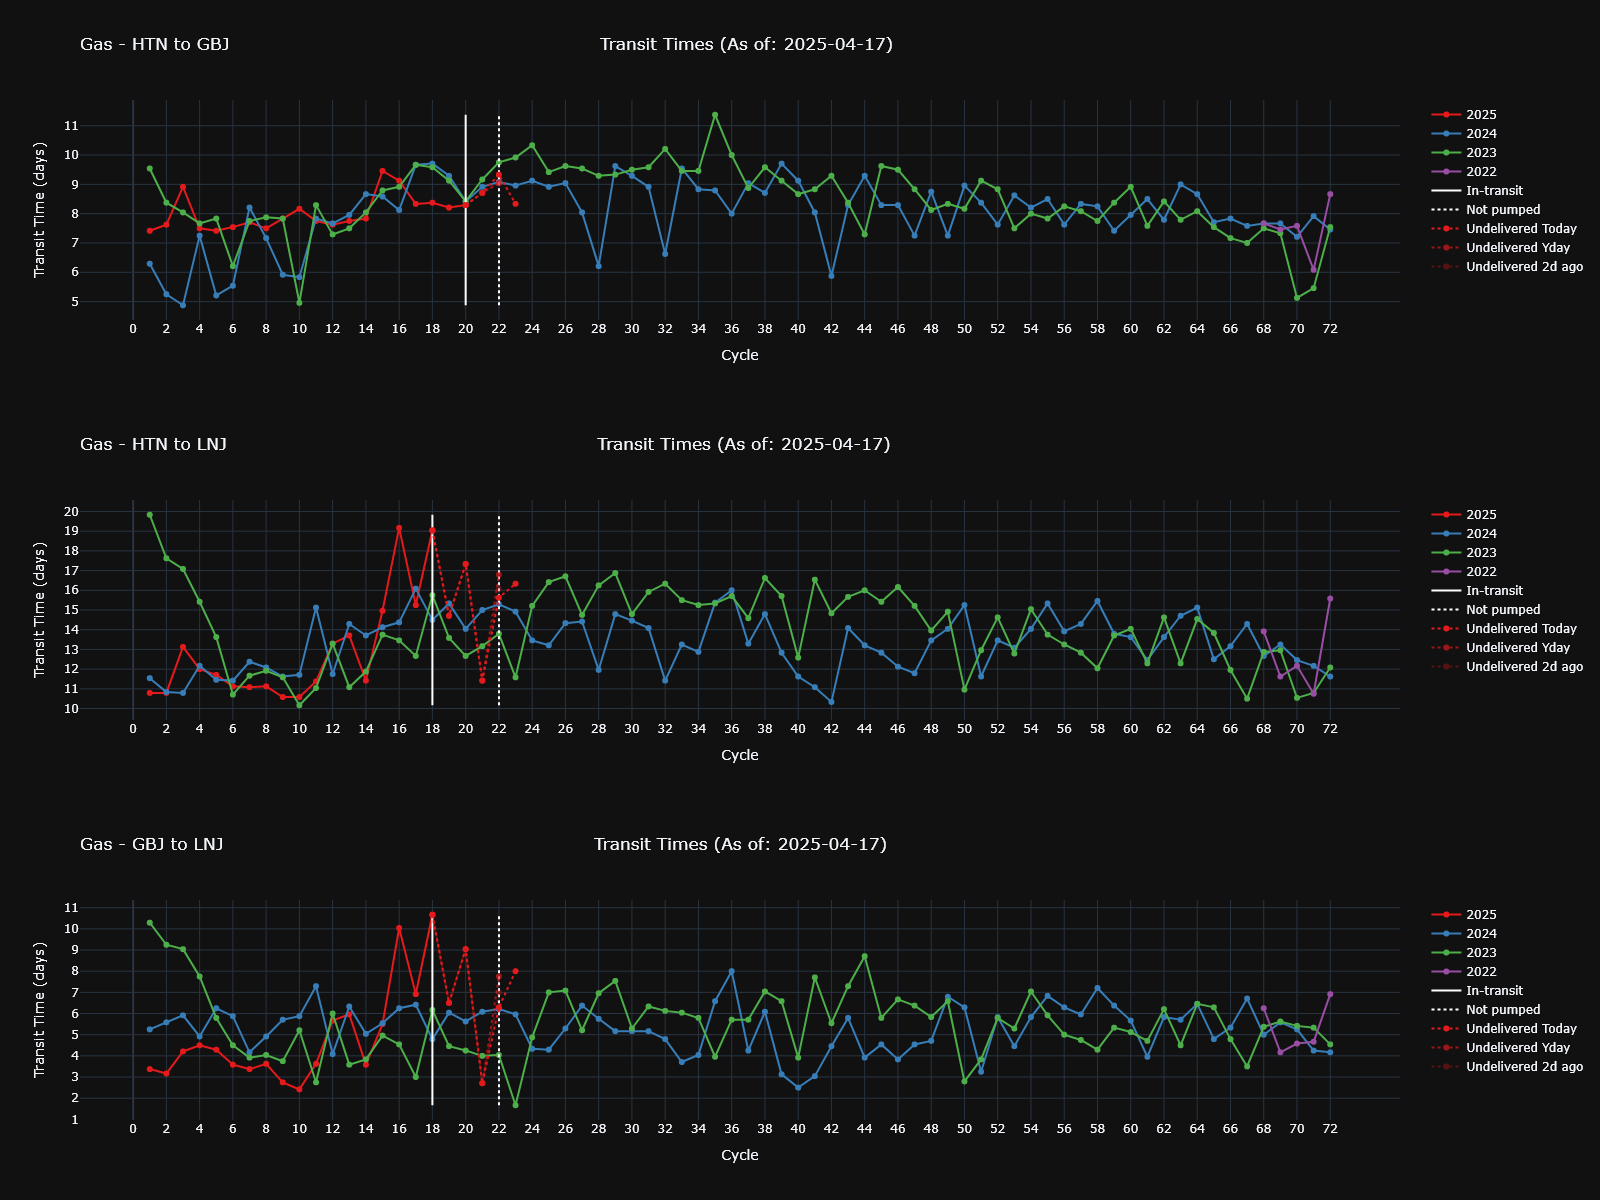 Gas - HTN to GBJ
Transit Times (As of: 2025-04-17)
Transit Time (days)
11
10
9
8
7
6
5
0 2 4 6 8 10 12 14 16 18 20 22 24 26 28 30 32 34 36 38 40 42 44 46 48 50 52 54 56 58 60 62 64 66 68 70 72
Cycle
2025
2024
2023
2022
In-transit
Not pumped
Undelivered Today
Undelivered Yday
Undelivered 2d ago
Gas - HTN to LNJ
Transit Times (As of: 2025-04-17)
Transit Time (days)
20
19
18
17
16
15
14
13
12
11
10
0 2 4 6 8 10 12 14 16 18 20 22 24 26 28 30 32 34 36 38 40 42 44 46 48 50 52 54 56 58 60 62 64 66 68 70 72
Cycle
2025
2024
2023
2022
In-transit
Not pumped
Undelivered Today
Undelivered Yday
Undelivered 2d ago
Gas - GBJ to LNJ
Transit Times (As of: 2025-04-17)
Transit Time (days)
11
10
9
8
7
6
5
4
3
2
1
0 2 4 6 8 10 12 14 16 18 20 22 24 26 28 30 32 34 36 38 40 42 44 46 48 50 52 54 56 58 60 62 64 66 68 70 72
Cycle
2025
2024
2023
2022
In-transit
Not pumped
Undelivered Today
Undelivered Yday
Undelivered 2d ago